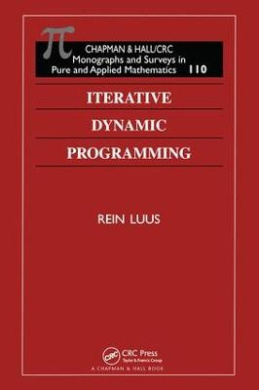 π
CHAPMAN & HALL/CRC
Monographs and Surveys in
Pure and Applied Mathematics 110
ITERATIVE
DYNAMIC
PROGRAMMING
REIN LUUS
CRC
CRC Press
Taylor & Francis Group
A CHAPMAN & HALL BOOK